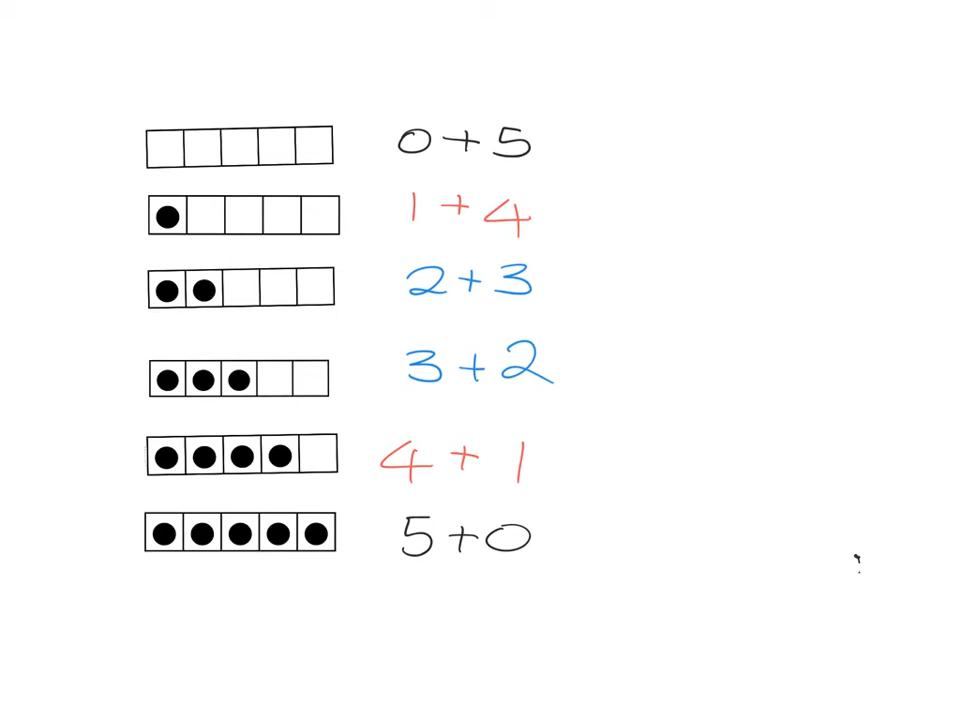 0 + 5
1 + 4
2 + 3
3 + 2
4 + 1
5 + 0